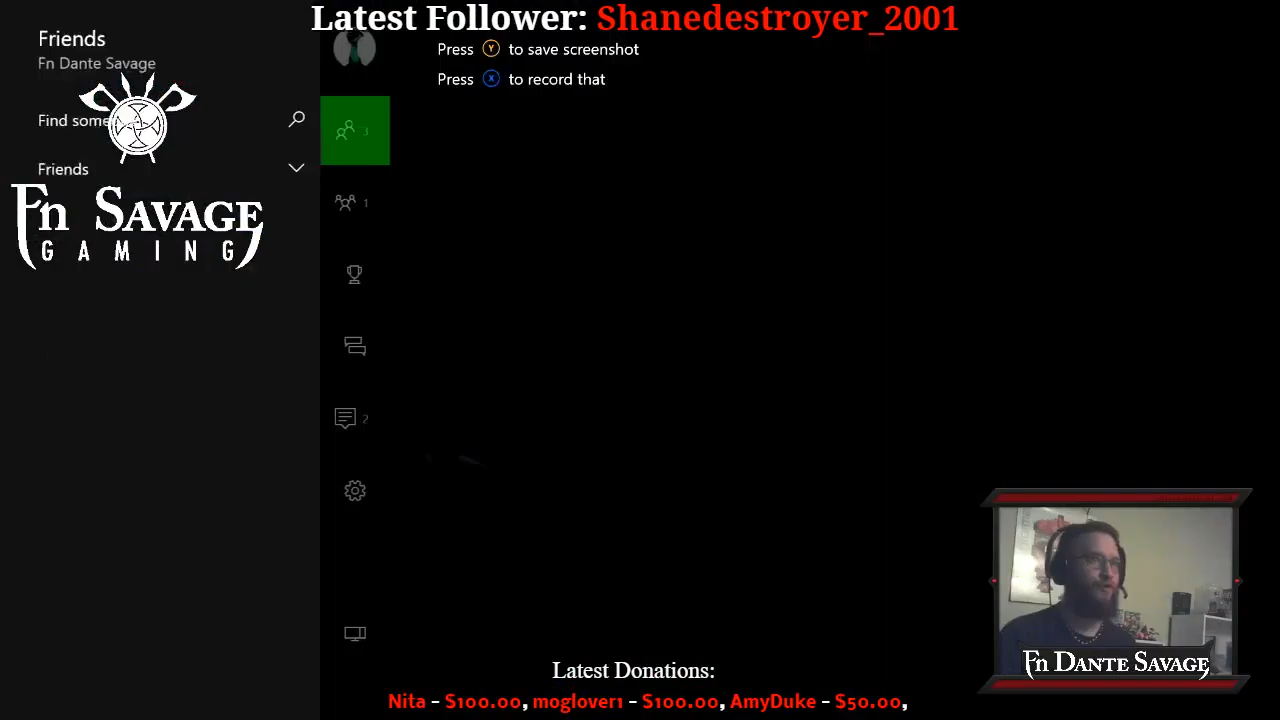 Latest Follower: Shanedestroyer_2001
Friends
Fn Dante Savage
Press Y to save screenshot
Press X to record that
Find some
3
Friends
1
Fn Savage
GAMING
2
Fn Dante Savage
Latest Donations:
Nita - $100.00, moglover1 - $100.00, AmyDuke - $50.00,